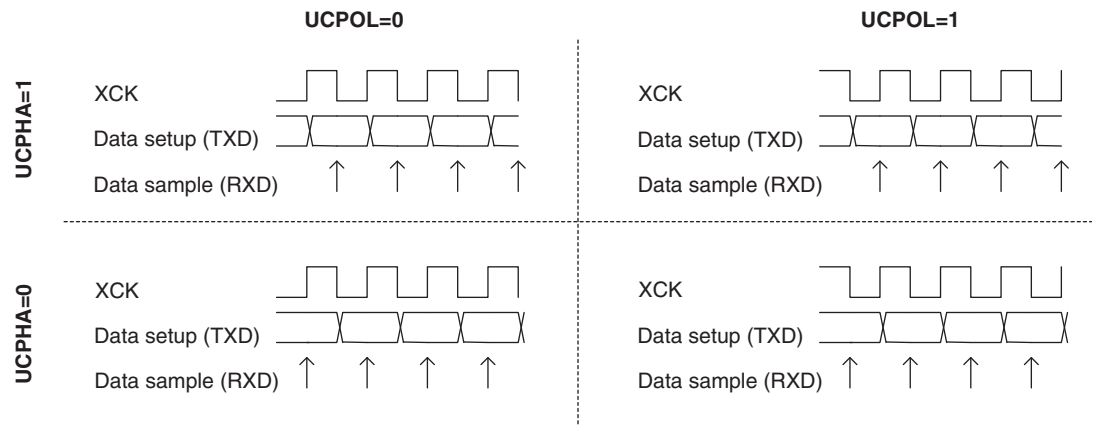 UCPOL=0
UCPOL=1
UCPHA=1
XCK
Data setup (TXD)
Data sample (RXD)
XCK
Data setup (TXD)
Data sample (RXD)
UCPHA=0
XCK
Data setup (TXD)
Data sample (RXD)
XCK
Data setup (TXD)
Data sample (RXD)